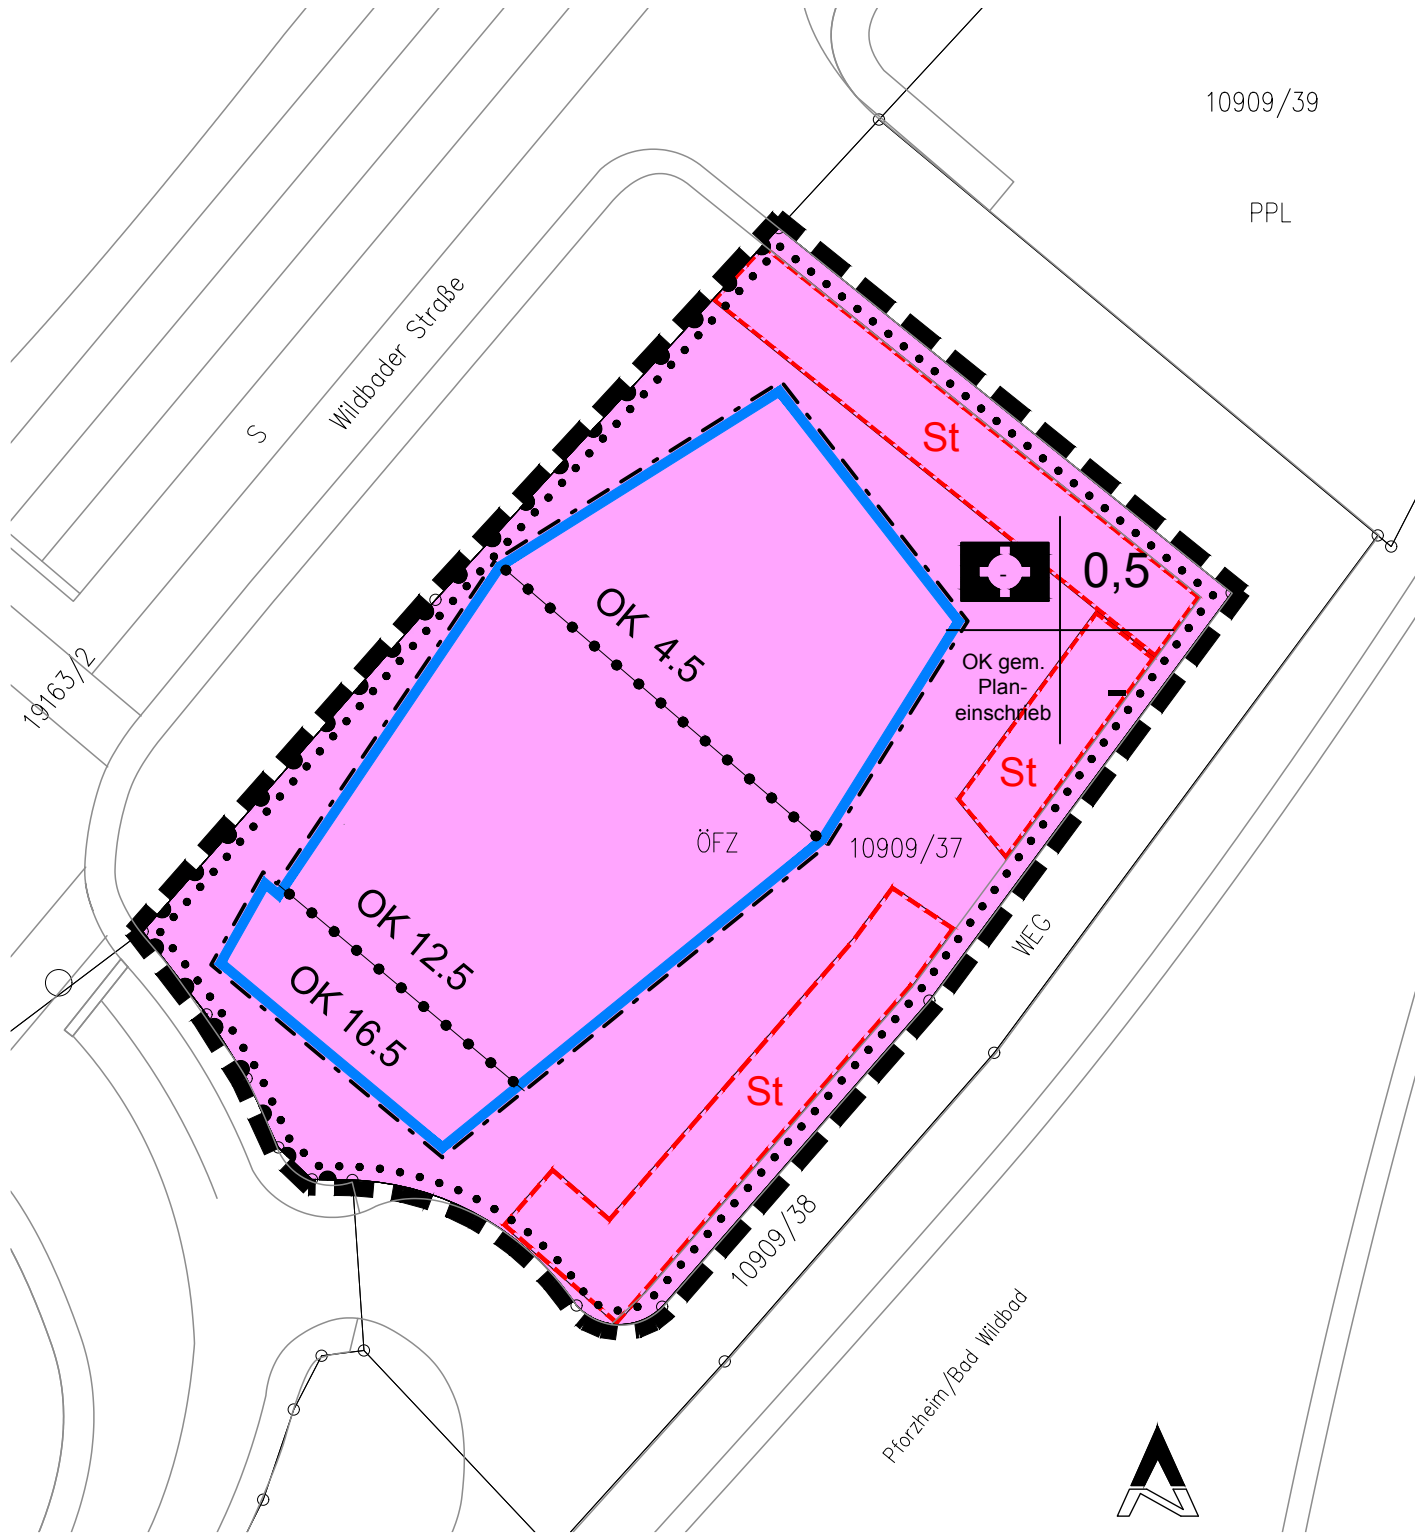 10909/39
PPL
Wildbader Straße
S
St
0,5
OK 4.5
OK gem.
Plan-
einschrieb
-
19163/2
St
ÖFZ
10909/37
OK 12.5
WEG
OK 16.5
St
10909/38
Pforzheim/Bad Wildbad
N